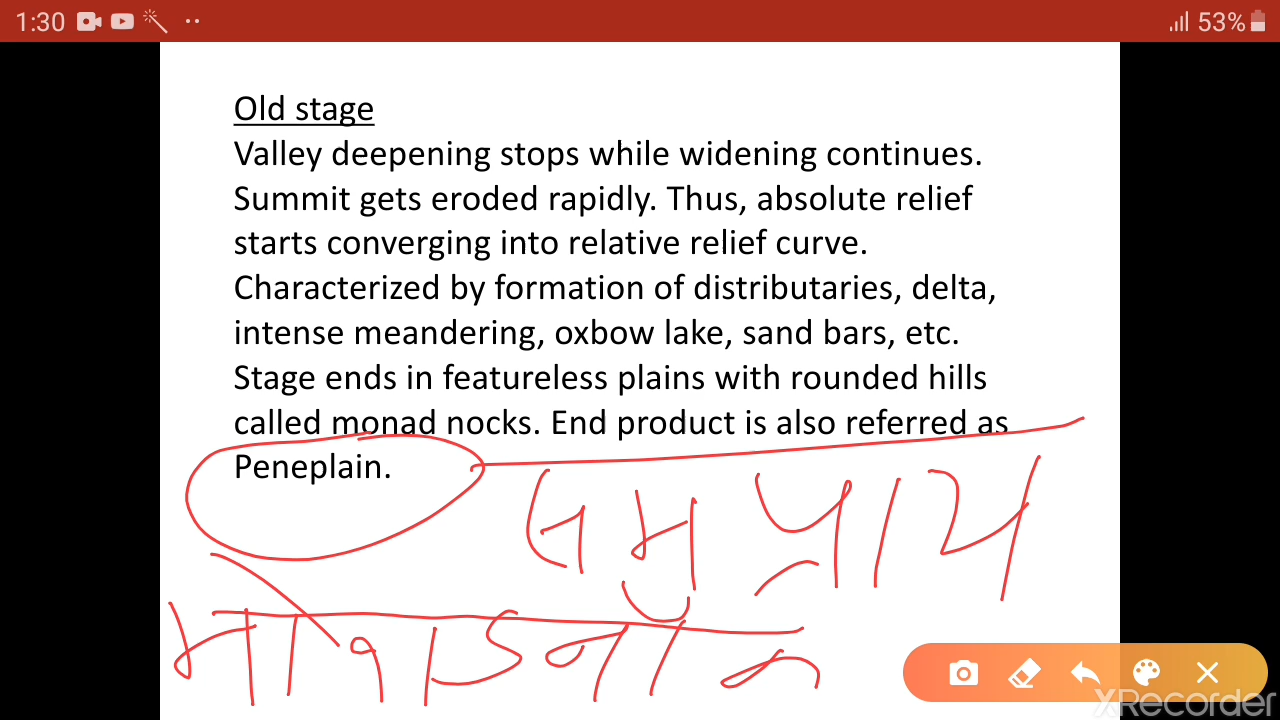 1:30
53%
Old stage
Valley deepening stops while widening continues.
Summit gets eroded rapidly. Thus, absolute relief
starts converging into relative relief curve.
Characterized by formation of distributaries, delta,
intense meandering, oxbow lake, sand bars, etc.
Stage ends in featureless plains with rounded hills
called monad nocks. End product is also referred as
Peneplain.
सम प्राय
XRecorder